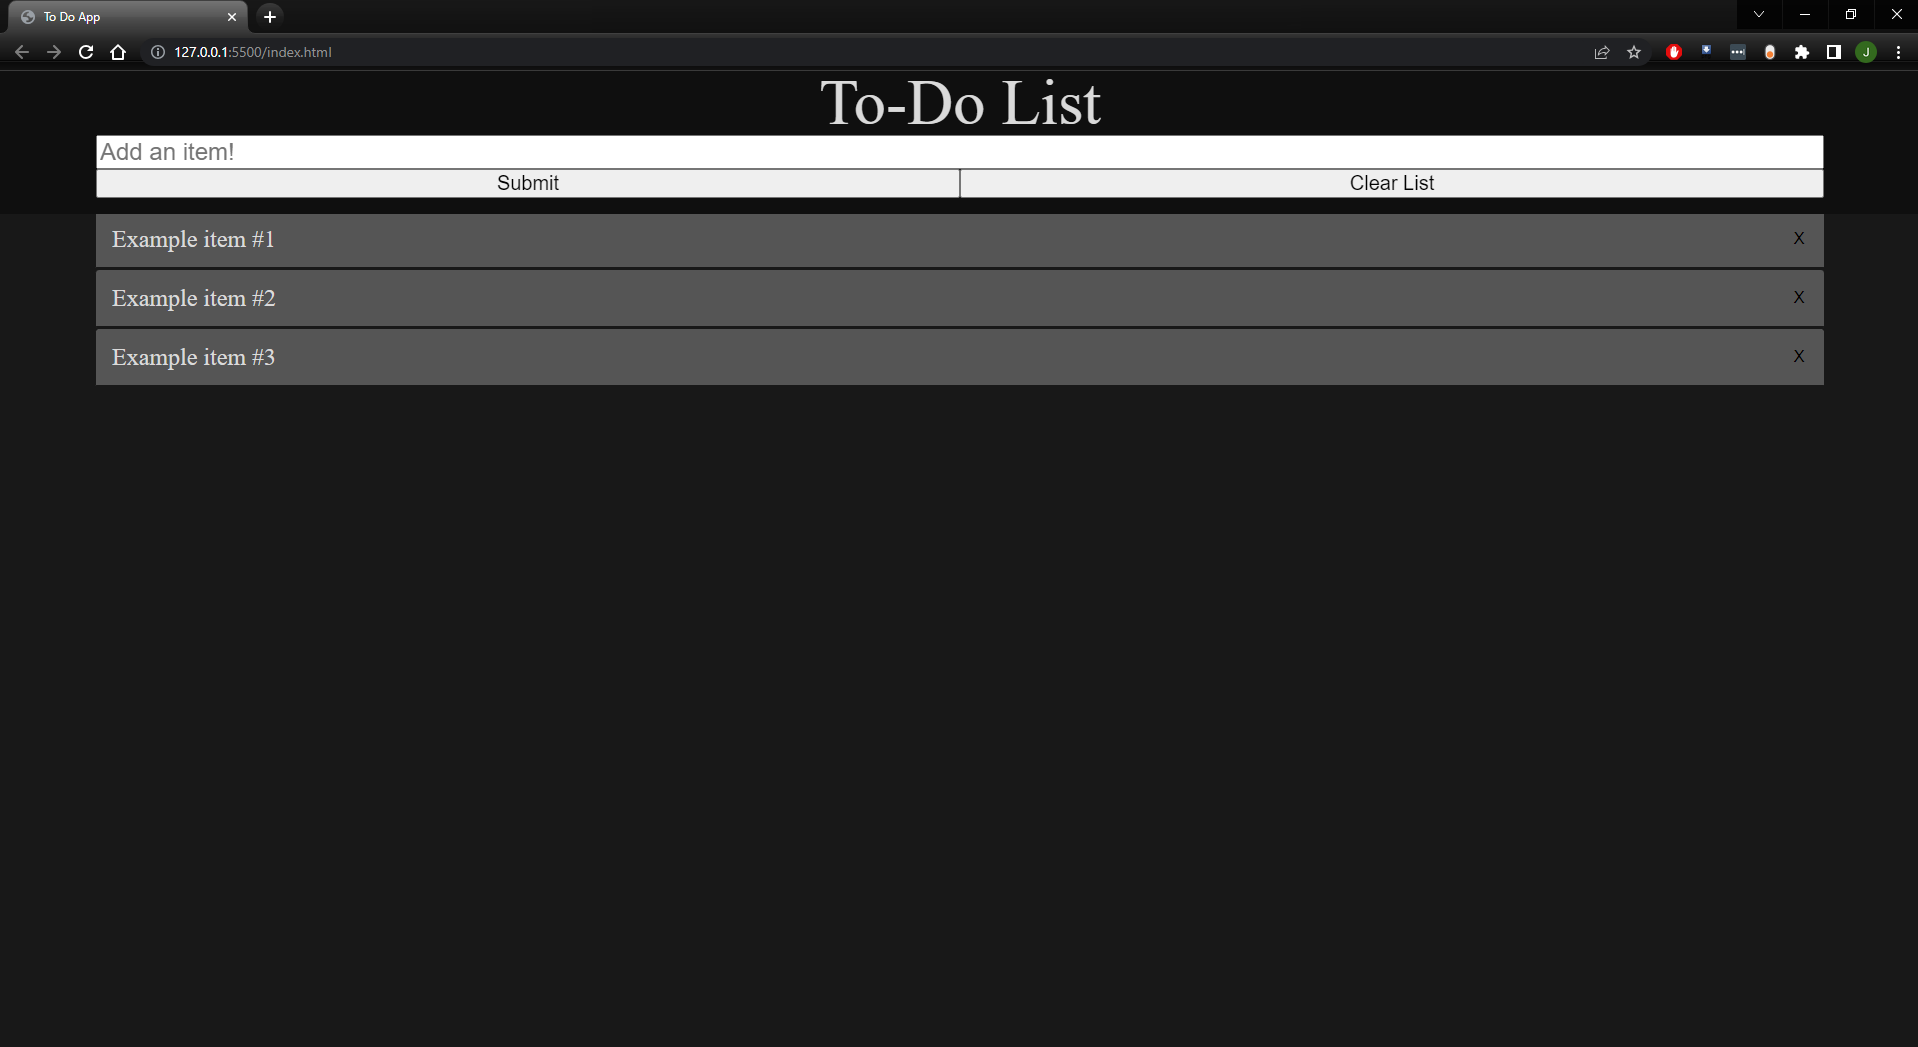 To Do App
127.0.0.1:5500/index.html
J
To-Do List
Add an item!
Submit Clear List
Example item #1 X
Example item #2 X
Example item #3 X